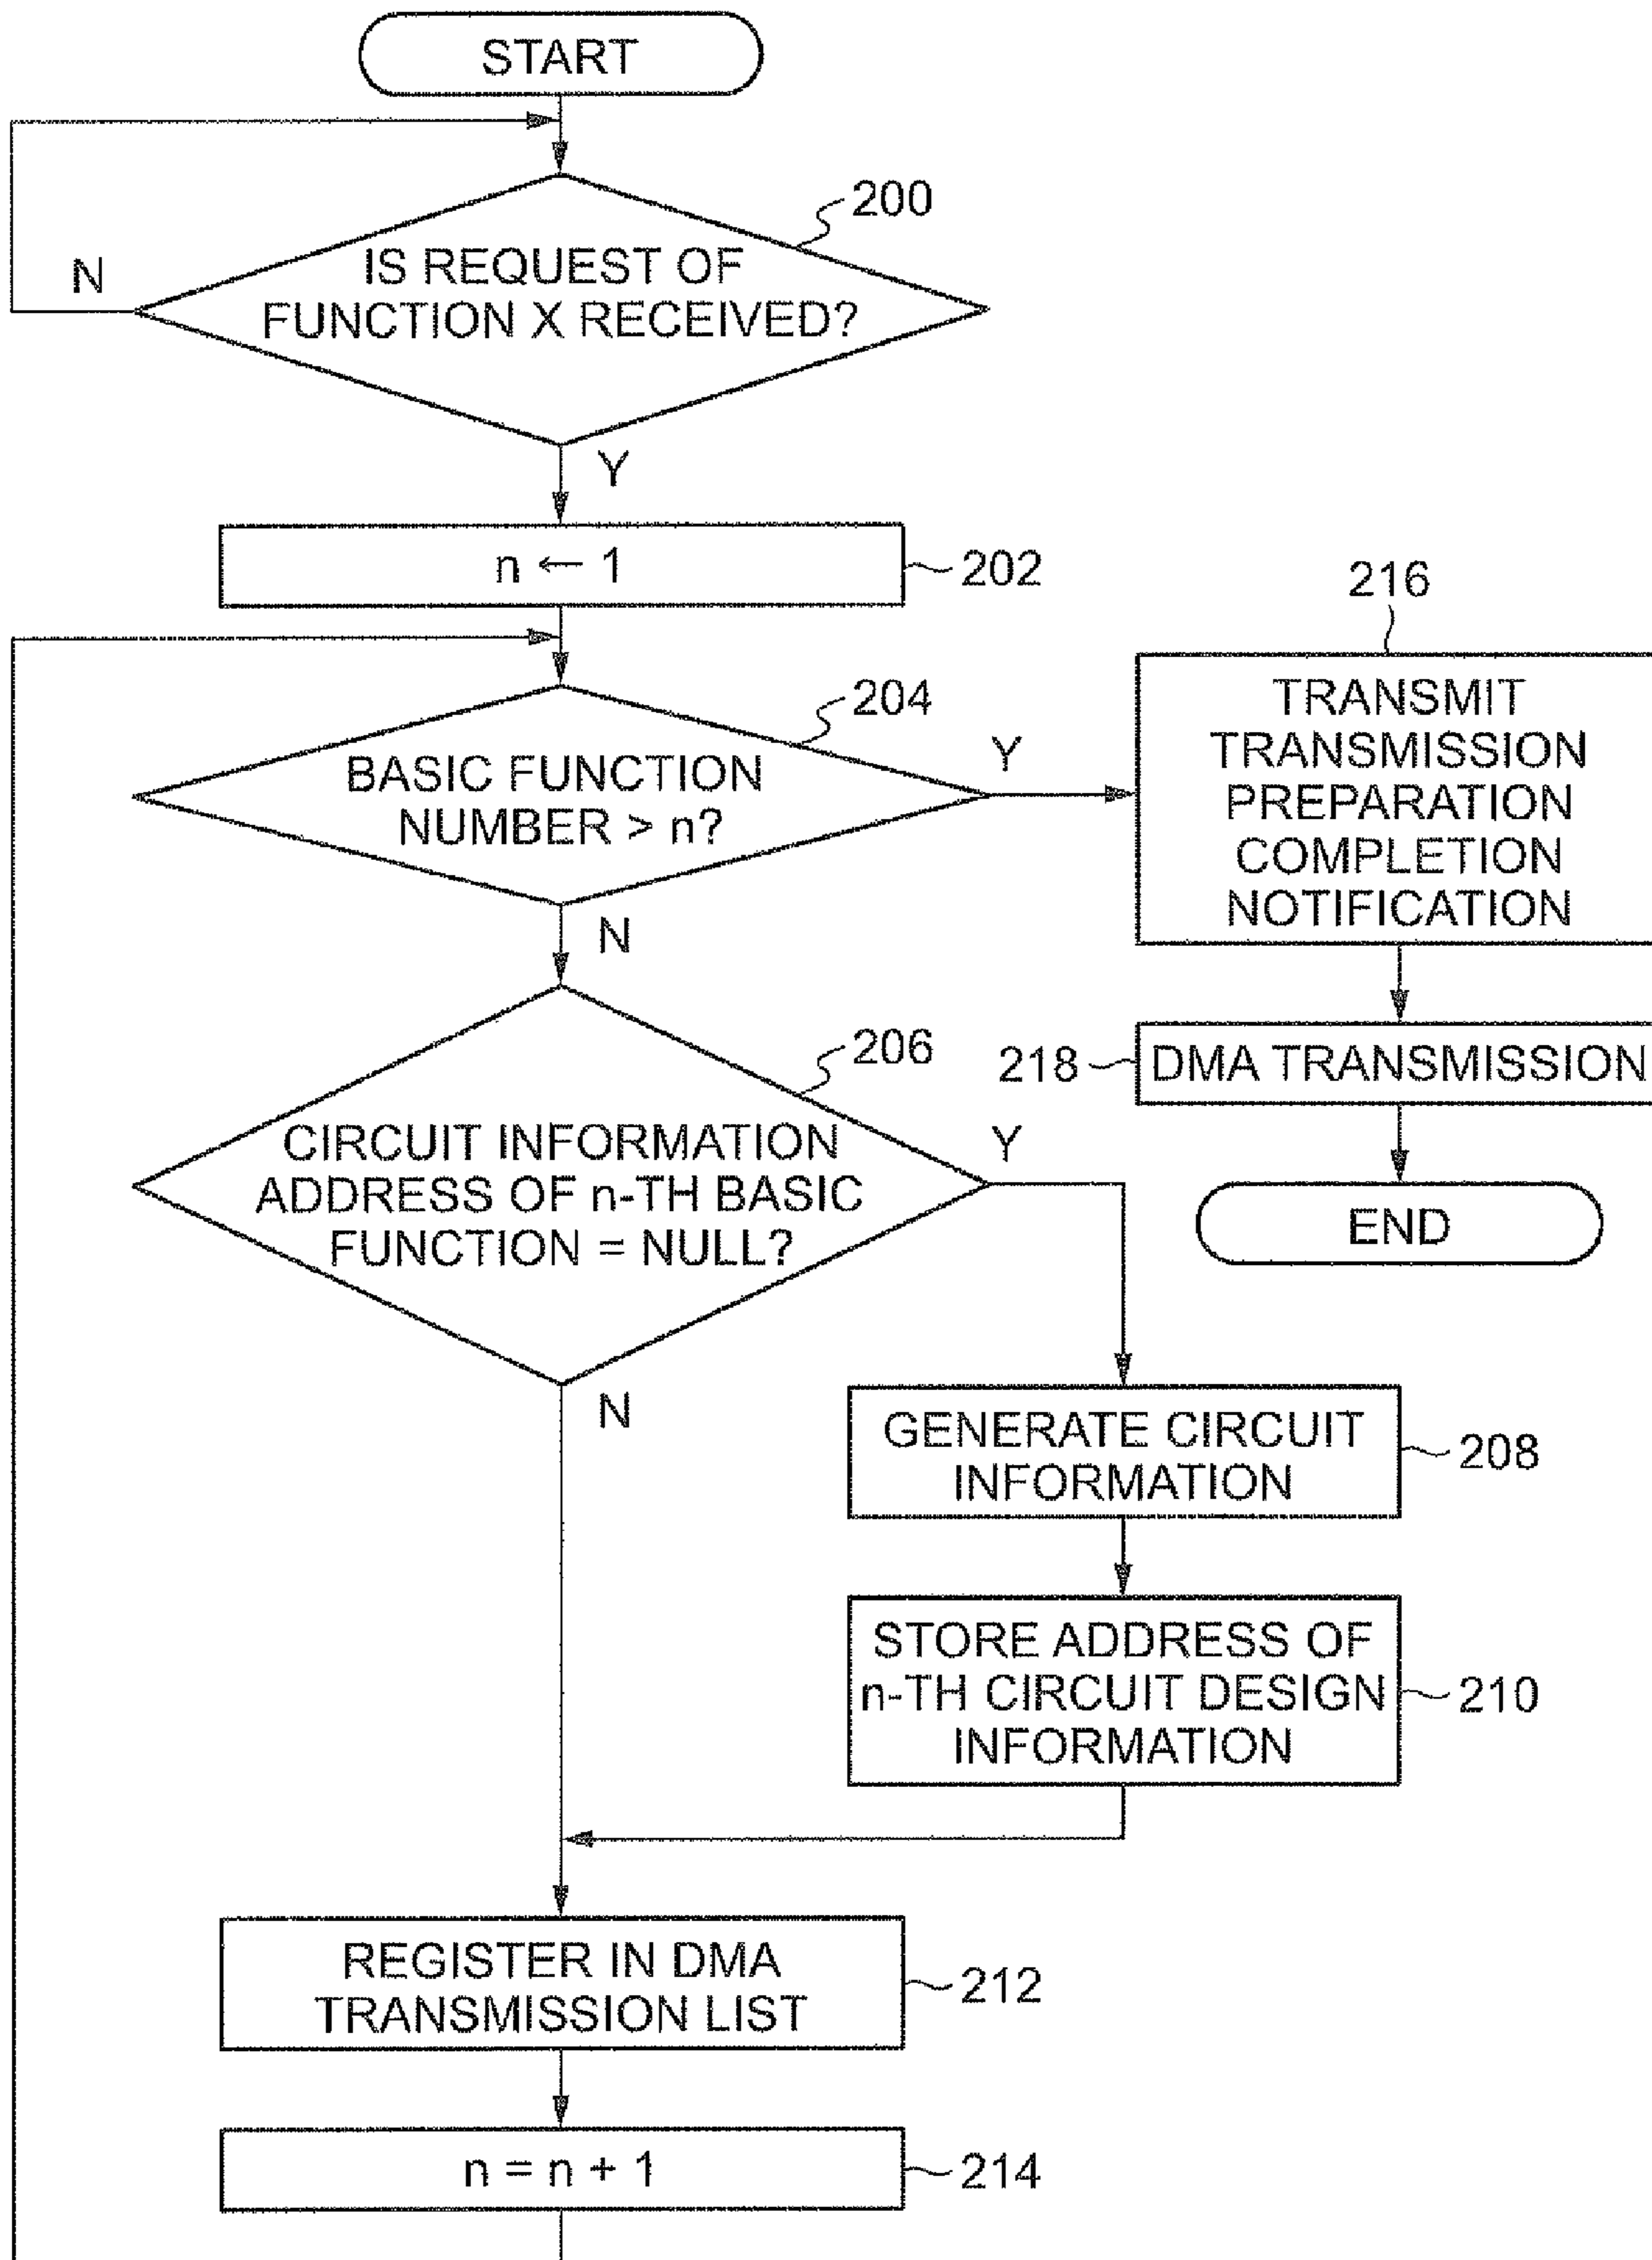 START
200
IS REQUEST OF
FUNCTION X RECEIVED?
N
Y
n ← 1
202
204
BASIC FUNCTION
NUMBER > n?
Y
N
216
TRANSMIT
TRANSMISSION
PREPARATION
COMPLETION
NOTIFICATION
218
DMA TRANSMISSION
END
206
CIRCUIT INFORMATION
ADDRESS OF n-TH BASIC
FUNCTION = NULL?
Y
N
GENERATE CIRCUIT
INFORMATION
208
STORE ADDRESS OF
n-TH CIRCUIT DESIGN
INFORMATION
210
REGISTER IN DMA
TRANSMISSION LIST
212
n = n + 1
214